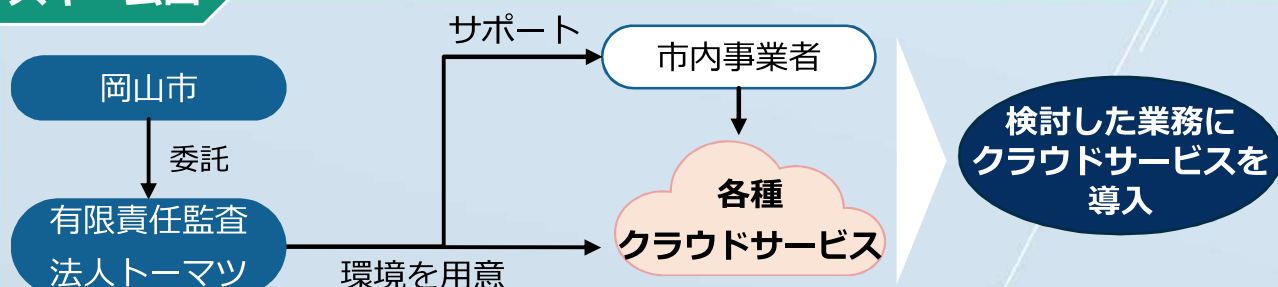 サポート
市内事業者
岡山市
委託
有限責任監査
法人トーマツ
環境を用意
各種
クラウドサービス
検討した業務に
クラウドサービスを
導入